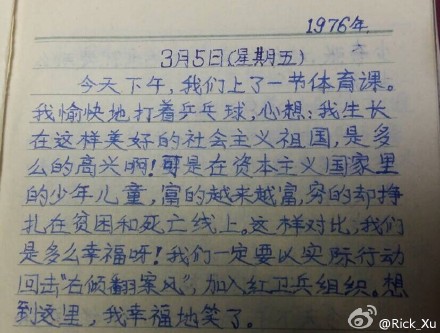 1976年.
3月5日(星期五)
今天下午,我们上了一节体育课。
我愉快地打着乒乓球,心想:我生长
在这样美好的社会主义祖国,是多
么的高兴啊!可是在资本主义国家里
的少年儿童,富的越来越富,穷的却挣
扎在贫困和死亡线上。这样对比,我们
是多么幸福呀!我们一定要以实际行动
回击“右倾翻案风”,加入红卫兵组织。想
到这里,我幸福地笑了。
@Rick_Xu